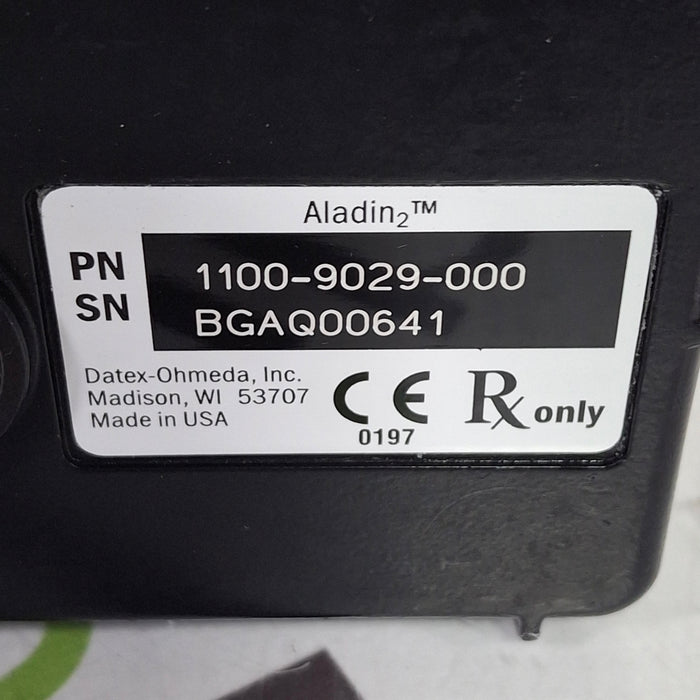 Aladin₂™
PN 1100-9029-000
SN BGAQ00641
Datex-Ohmeda, Inc.
Madison, WI 53707
Made in USA
CE
0197
Rx only